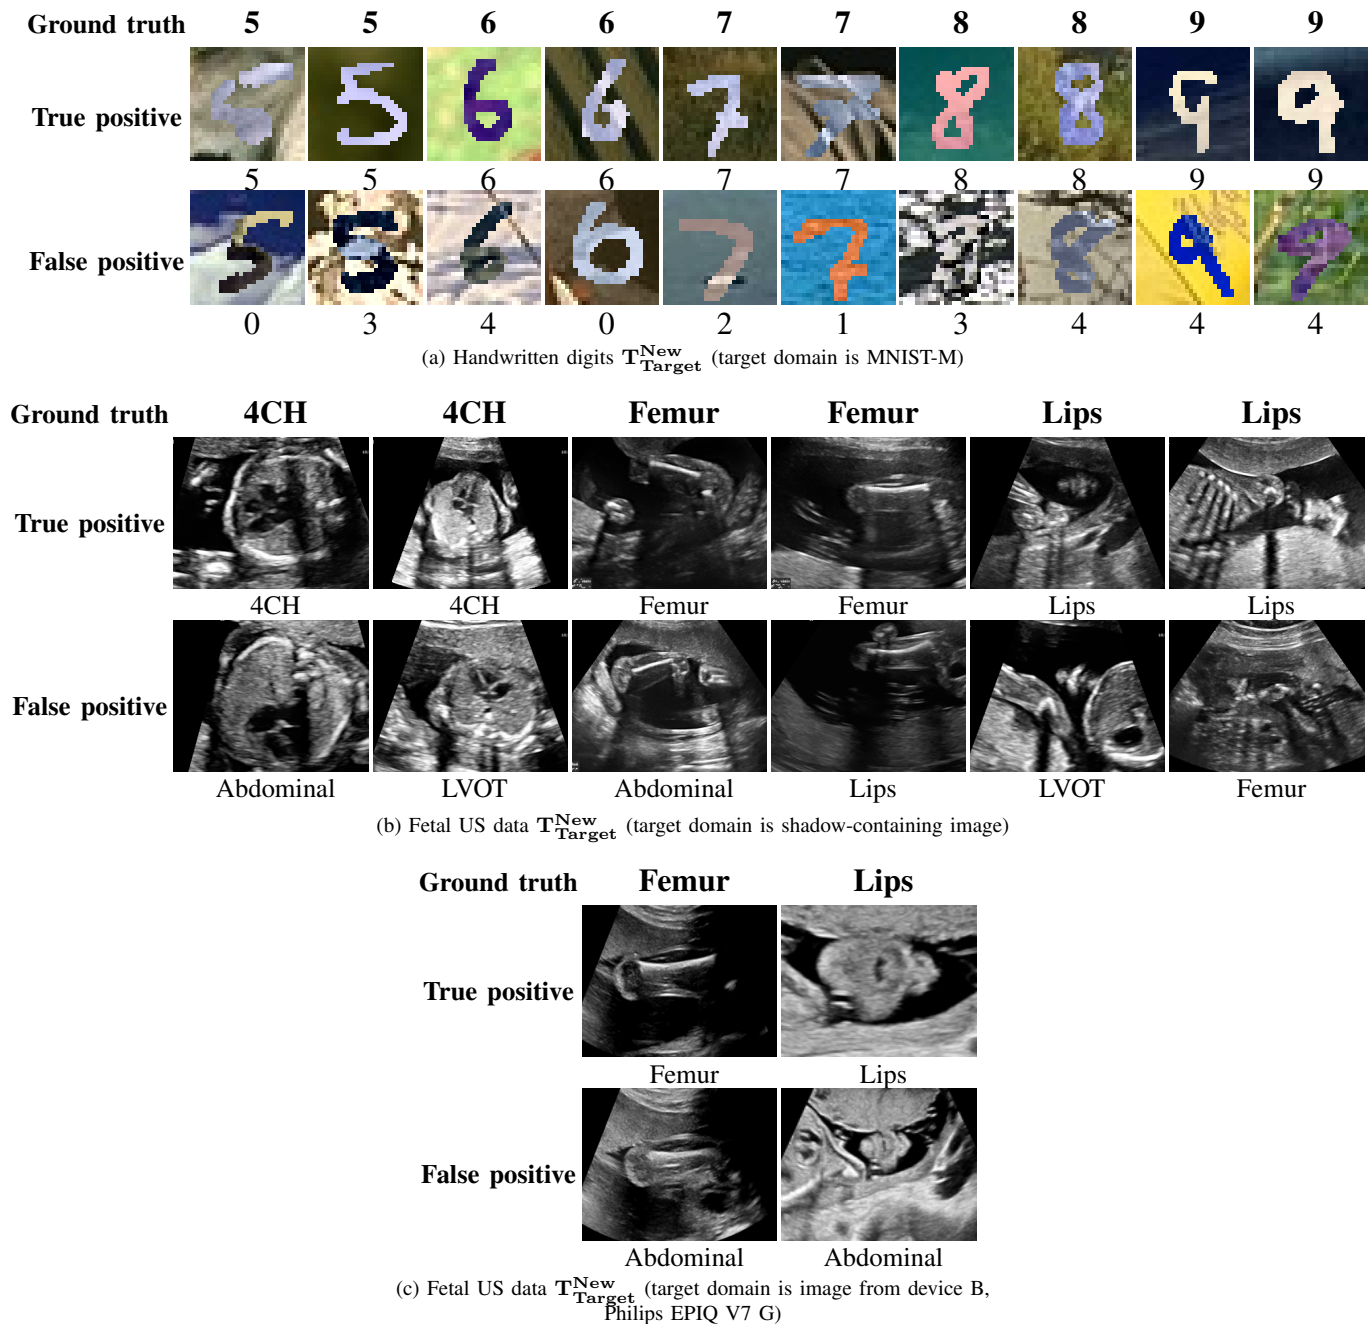 Ground truth 5 5 6 6 7 7 8 8 9 9
True positive
5 5 6 6 7 7 8 8 9 9
False positive
0 3 4 0 2 1 3 4 4 4
(a) Handwritten digits T^New_Target (target domain is MNIST-M)
Ground truth 4CH 4CH Femur Femur Lips Lips
True positive
4CH 4CH Femur Femur Lips Lips
False positive
Abdominal LVOT Abdominal Lips LVOT Femur
(b) Fetal US data T^New_Target (target domain is shadow-containing image)
Ground truth Femur Lips
True positive
Femur Lips
False positive
Abdominal Abdominal
(c) Fetal US data T^New_Target (target domain is image from device B,
Philips EPIQ V7 G)